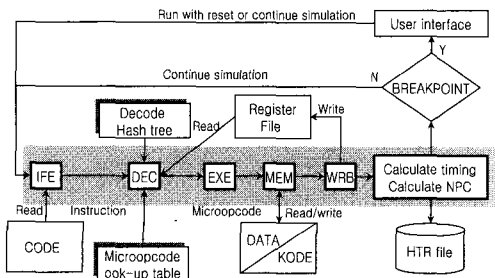 Run with reset or continue simulation
User interface
Y
Continue simulation
N
BREAKPOINT
Decode
Hash tree
Register
File
Read
Write
IFE
DEC
EXE
MEM
WRB
Calculate timing
Calculate NPC
Read
Instruction
Microopcode
Read/write
CODE
Microopcode
ook-up table
DATA
KODE
HTR file